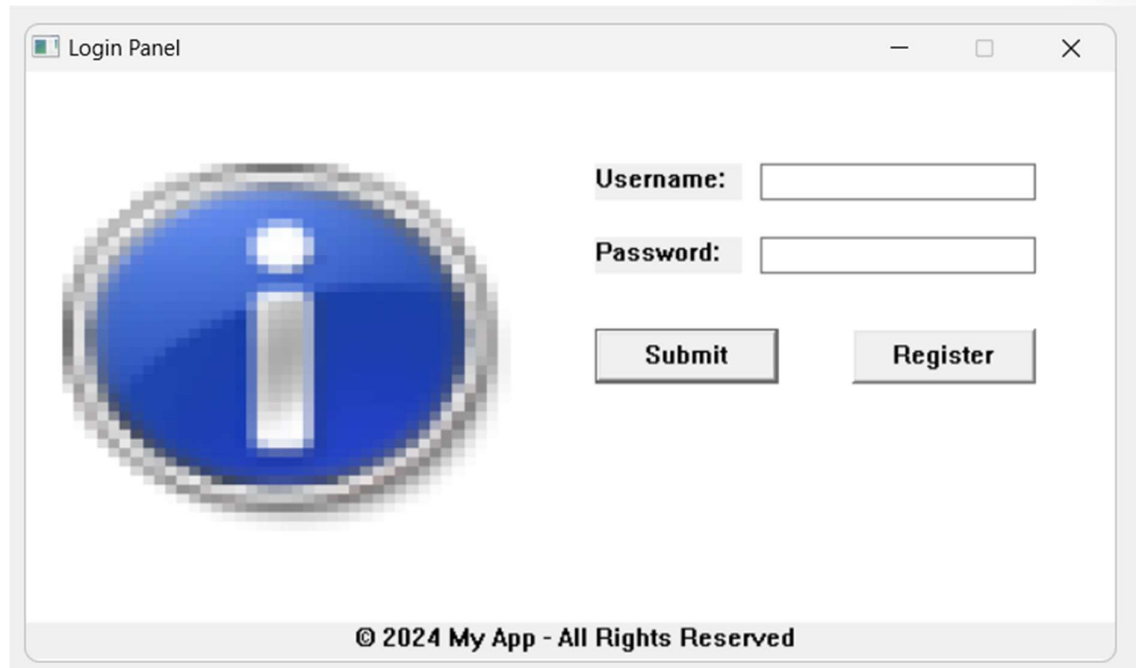 Login Panel
Username:
Password:
Submit Register
© 2024 My App - All Rights Reserved